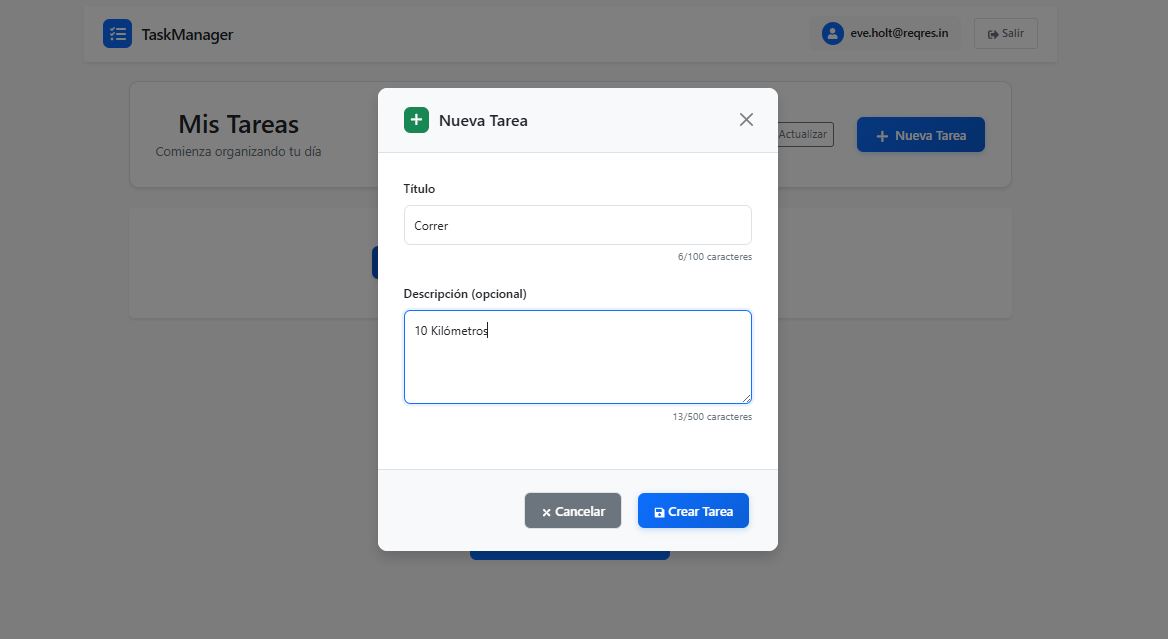 TaskManager
eve.holt@reqres.in
Salir
Mis Tareas
Comienza organizando tu día
Actualizar
Nueva Tarea
Nueva Tarea
Título
Correr
6/100 caracteres
Descripción (opcional)
10 Kilómetros
13/500 caracteres
Cancelar
Crear Tarea